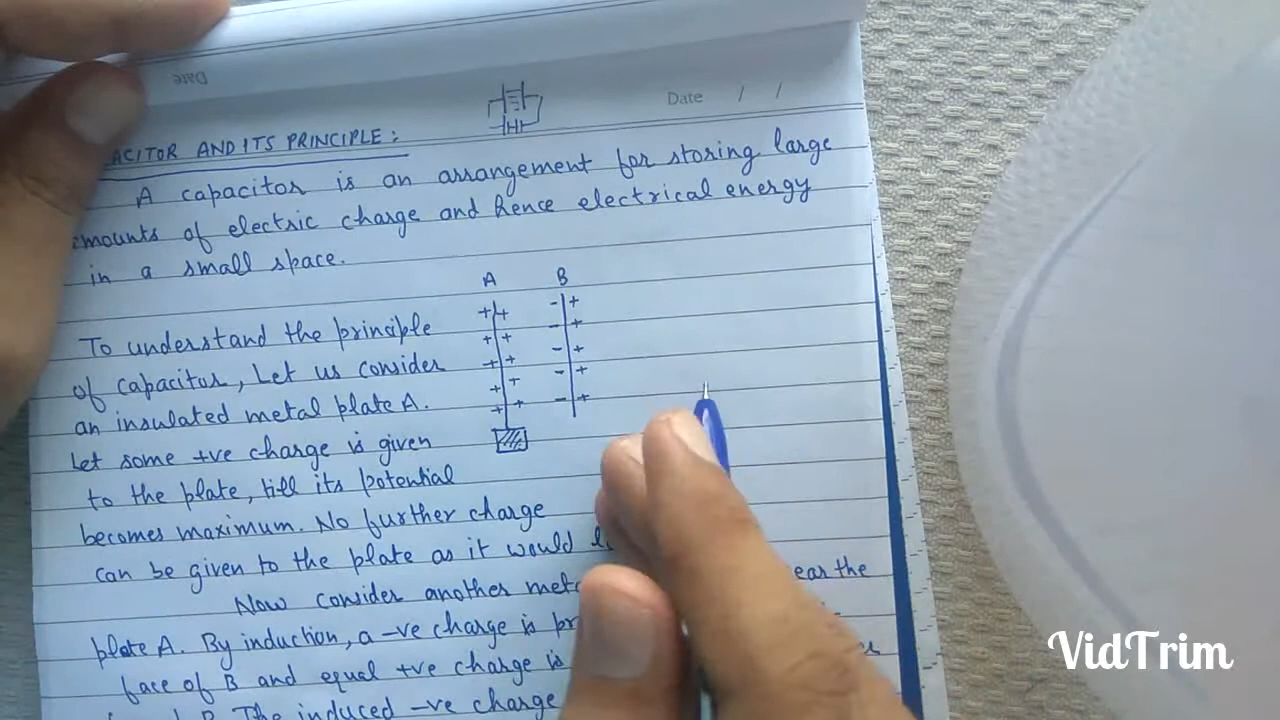 Date
Date / /
ACITOR AND ITS PRINCIPLE:
A capacitor is an arrangement for storing large
amounts of electric charge and hence electrical energy
in a small space.
A B
To understand the principle
of capacitor, Let us consider
an insulated metal plate A.
Let some +ve charge is given
to the plate, till its potential
becomes maximum. No further charge
can be given to the plate as it would
Now consider another ear the
plate A. By induction, a -ve charge is
face of B and equal +ve charge is
The induced -ve charge
VidTrim